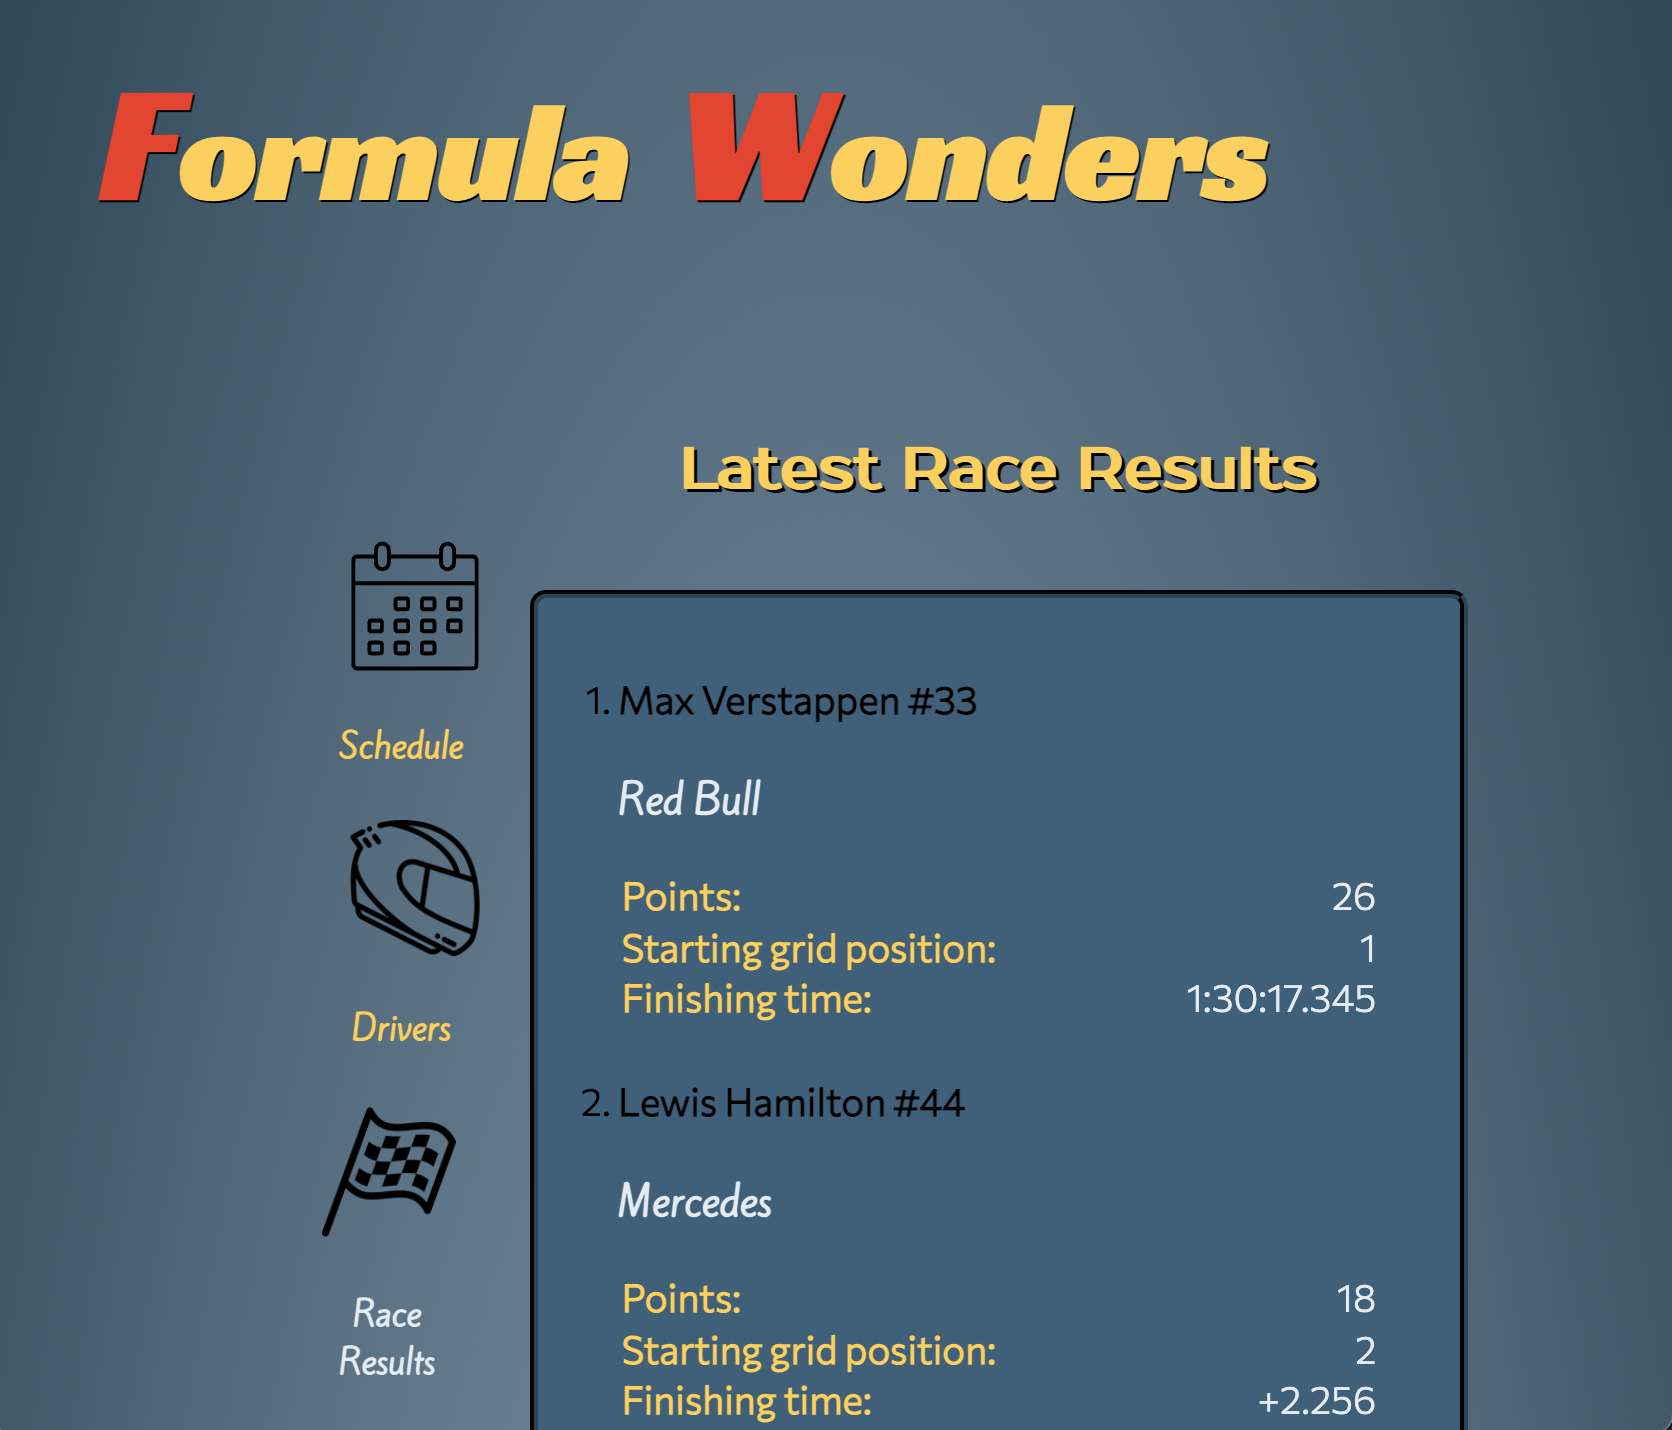 Formula Wonders
Latest Race Results
Schedule
Drivers
Race
Results
1. Max Verstappen #33
Red Bull
Points: 26
Starting grid position: 1
Finishing time: 1:30:17.345
2. Lewis Hamilton #44
Mercedes
Points: 18
Starting grid position: 2
Finishing time: +2.256